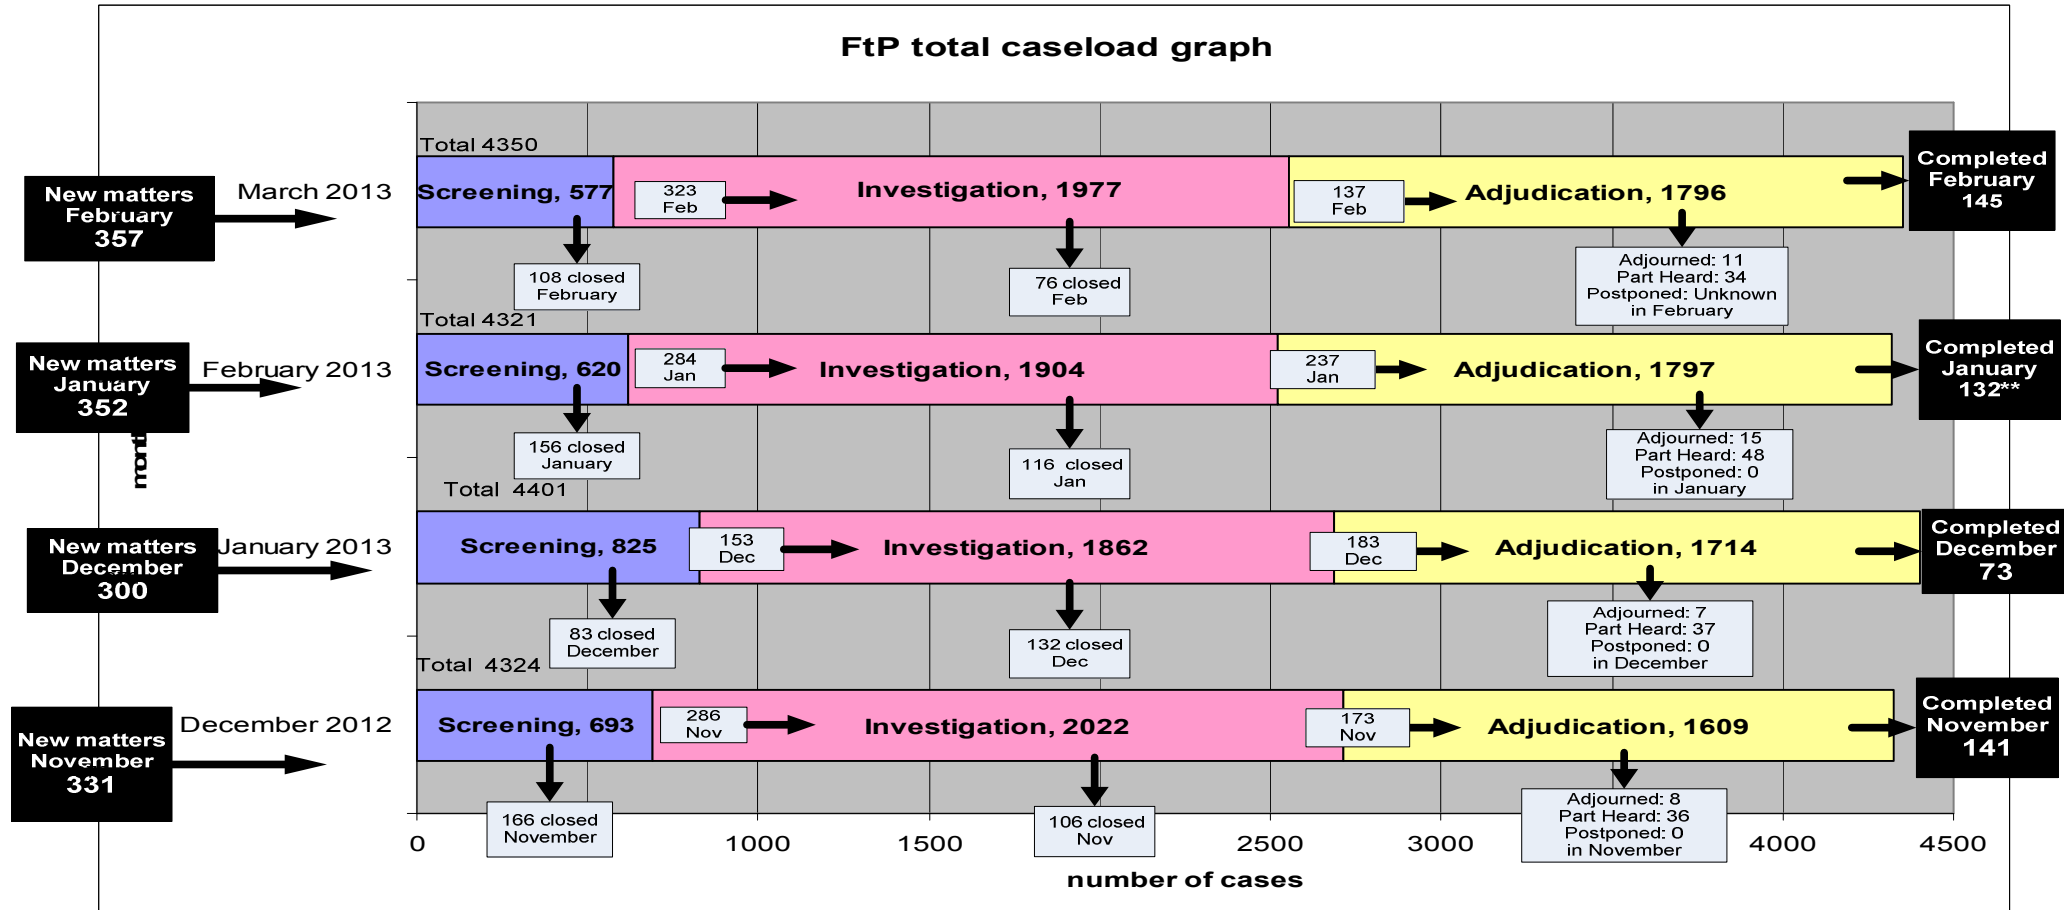 FtP total caseload graph
Total 4350
New matters
February
357
March 2013
Screening, 577
323
Feb
Investigation, 1977
137
Feb
Adjudication, 1796
Completed
February
145
108 closed
February
76 closed
Feb
Adjourned: 11
Part Heard: 34
Postponed: Unknown
in February
Total 4321
New matters
January
352
February 2013
Screening, 620
284
Jan
Investigation, 1904
237
Jan
Adjudication, 1797
Completed
January
132**
156 closed
January
116 closed
Jan
Adjourned: 15
Part Heard: 48
Postponed: 0
in January
Total 4401
New matters
December
300
January 2013
Screening, 825
153
Dec
Investigation, 1862
183
Dec
Adjudication, 1714
Completed
December
73
83 closed
December
132 closed
Dec
Adjourned: 7
Part Heard: 37
Postponed: 0
in December
Total 4324
New matters
November
331
December 2012
Screening, 693
286
Nov
Investigation, 2022
173
Nov
Adjudication, 1609
Completed
November
141
166 closed
November
106 closed
Nov
Adjourned: 8
Part Heard: 36
Postponed: 0
in November
0 1000 1500 2500 3000 4000 4500
number of cases